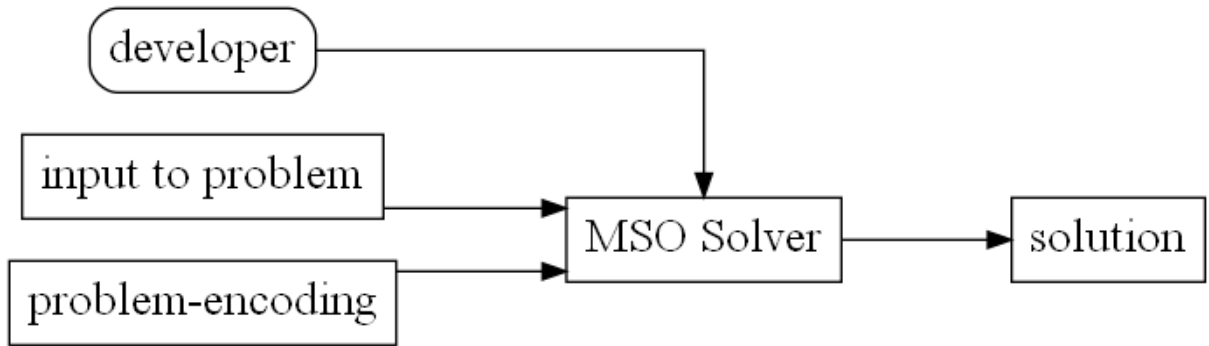 developer
input to problem
MSO Solver
solution
problem-encoding